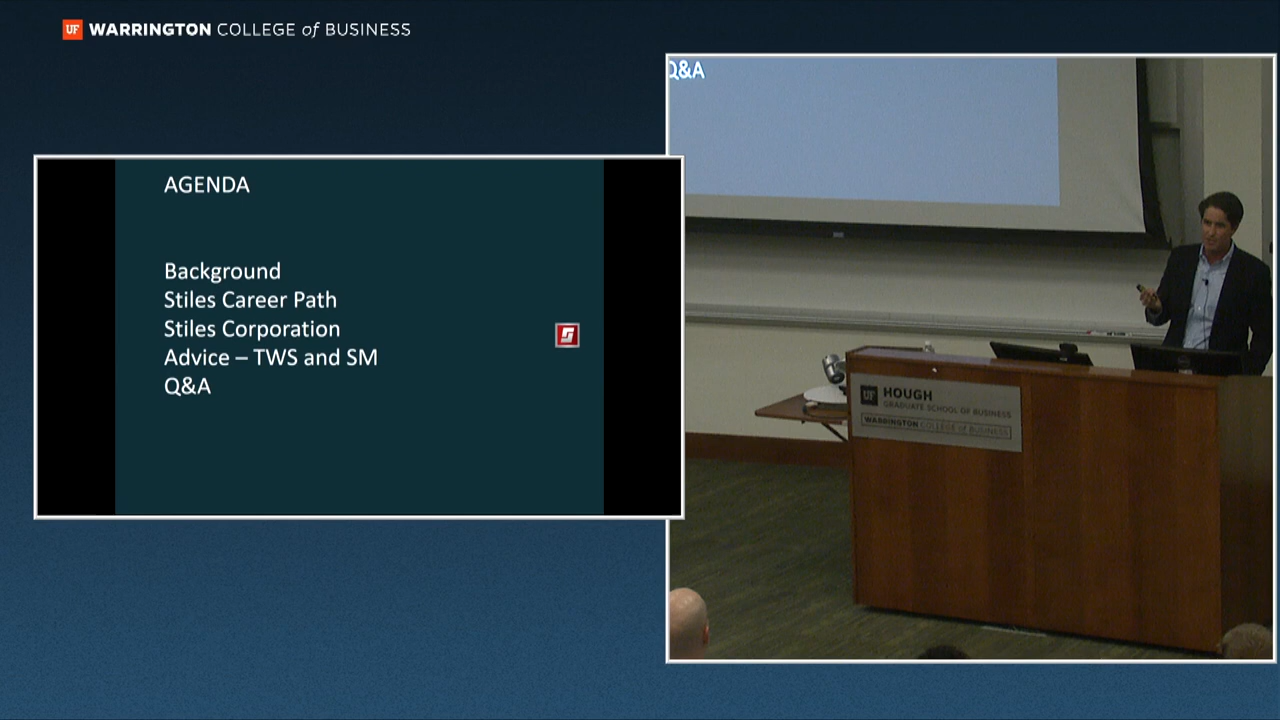 UF WARRINGTON COLLEGE of BUSINESS
Q&A
AGENDA
Background
Stiles Career Path
Stiles Corporation
Advice – TWS and SM
Q&A
UF HOUGH
GRADUATE SCHOOL OF BUSINESS
WARRINGTON COLLEGE of BUSINESS